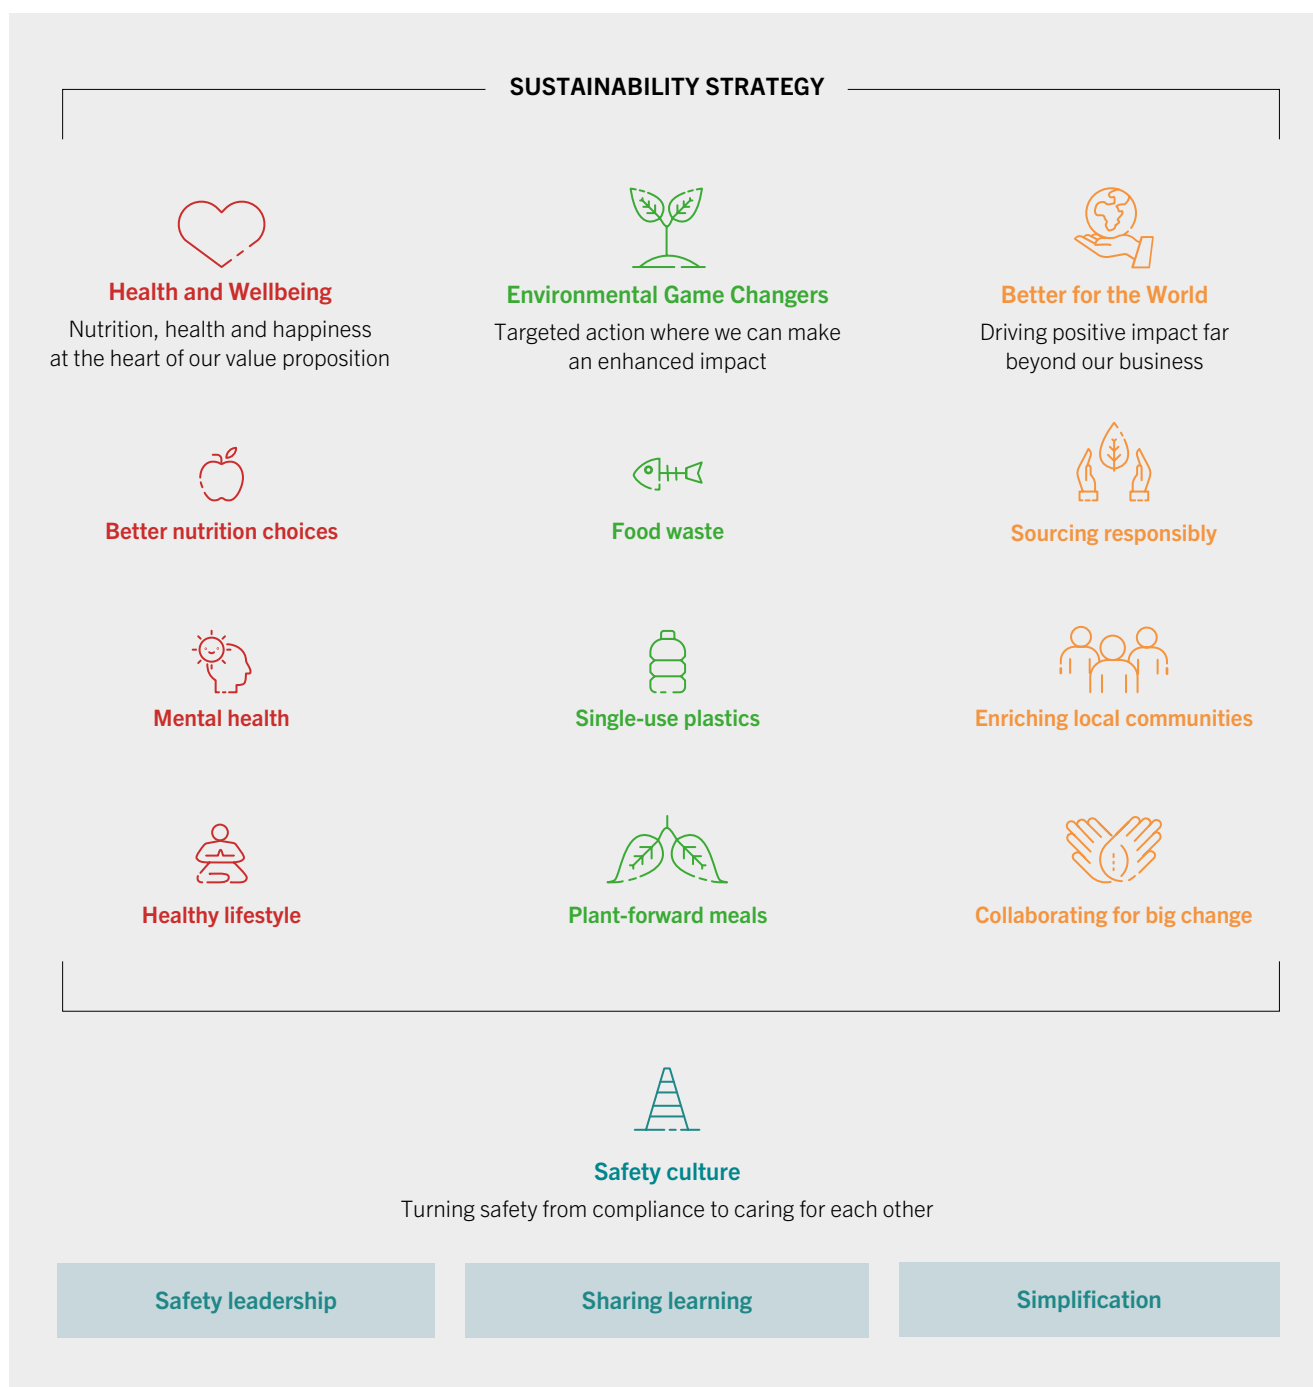 SUSTAINABILITY STRATEGY
Health and Wellbeing
Nutrition, health and happiness
at the heart of our value proposition
Environmental Game Changers
Targeted action where we can make
an enhanced impact
Better for the World
Driving positive impact far
beyond our business
Better nutrition choices
Food waste
Sourcing responsibly
Mental health
Single-use plastics
Enriching local communities
Healthy lifestyle
Plant-forward meals
Collaborating for big change
Safety culture
Turning safety from compliance to caring for each other
Safety leadership
Sharing learning
Simplification